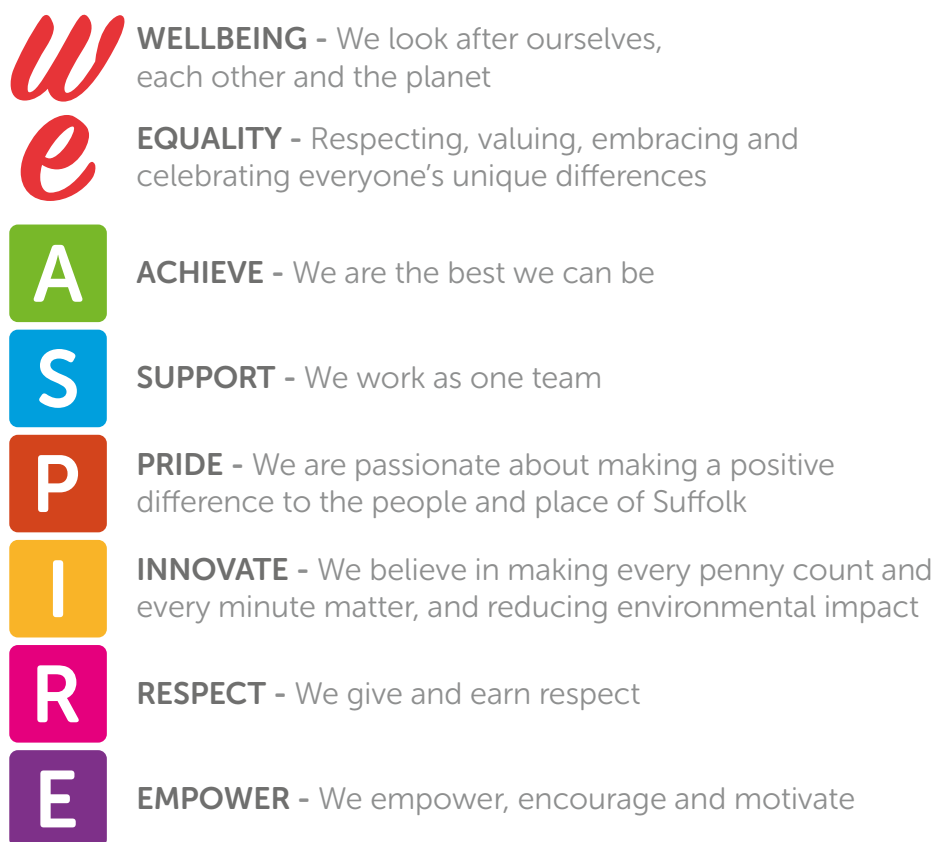 we
WELLBEING - We look after ourselves,
each other and the planet
EQUALITY - Respecting, valuing, embracing and
celebrating everyone’s unique differences
A
ACHIEVE - We are the best we can be
S
SUPPORT - We work as one team
P
PRIDE - We are passionate about making a positive
difference to the people and place of Suffolk
I
INNOVATE - We believe in making every penny count and
every minute matter, and reducing environmental impact
R
RESPECT - We give and earn respect
E
EMPOWER - We empower, encourage and motivate